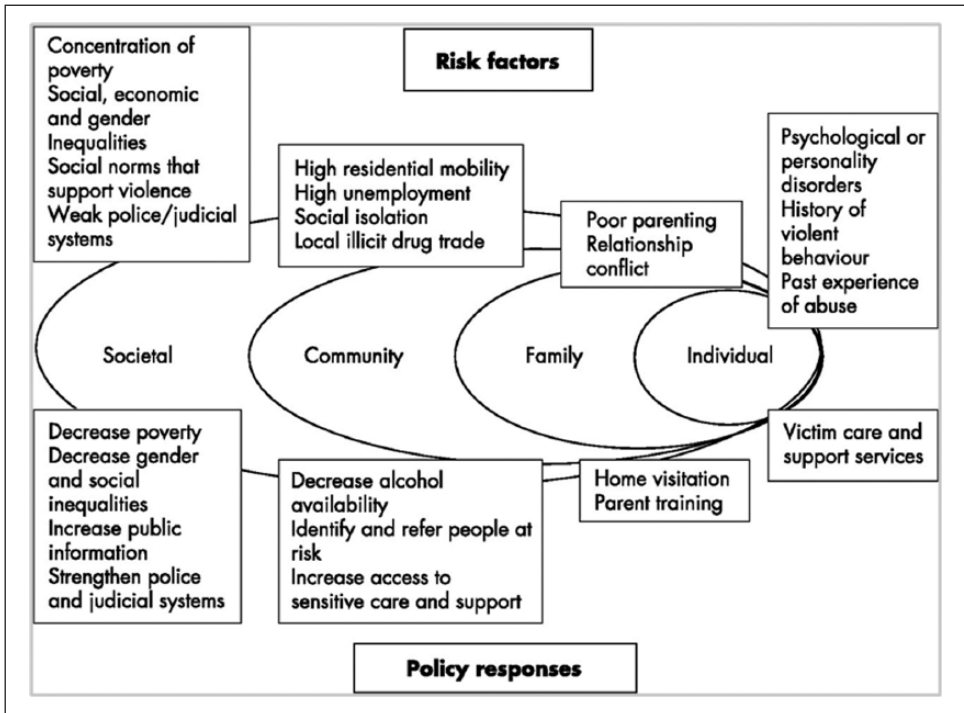 Risk factors
Concentration of
poverty
Social, economic
and gender
Inequalities
Social norms that
support violence
Weak police/judicial
systems
High residential mobility
High unemployment
Social isolation
Local illicit drug trade
Poor parenting
Relationship
conflict
Psychological or
personality
disorders
History of
violent
behaviour
Past experience
of abuse
Societal
Community
Family
Individual
Decrease poverty
Decrease gender
and social
inequalities
Increase public
information
Strengthen police
and judicial systems
Decrease alcohol
availability
Identify and refer people at
risk
Increase access to
sensitive care and support
Home visitation
Parent training
Victim care and
support services
Policy responses